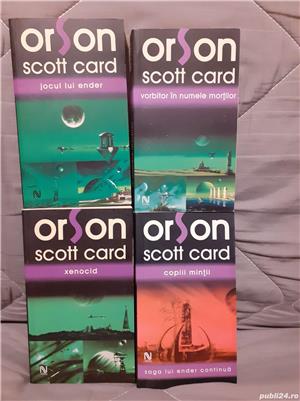 orson
scott card
jocul lui ender
orson
scott card
vorbitor în numele morților
N
orson
scott card
xenocid
N
orson
scott card
copiii minții
N
saga lui ender continuă
publi24.ro